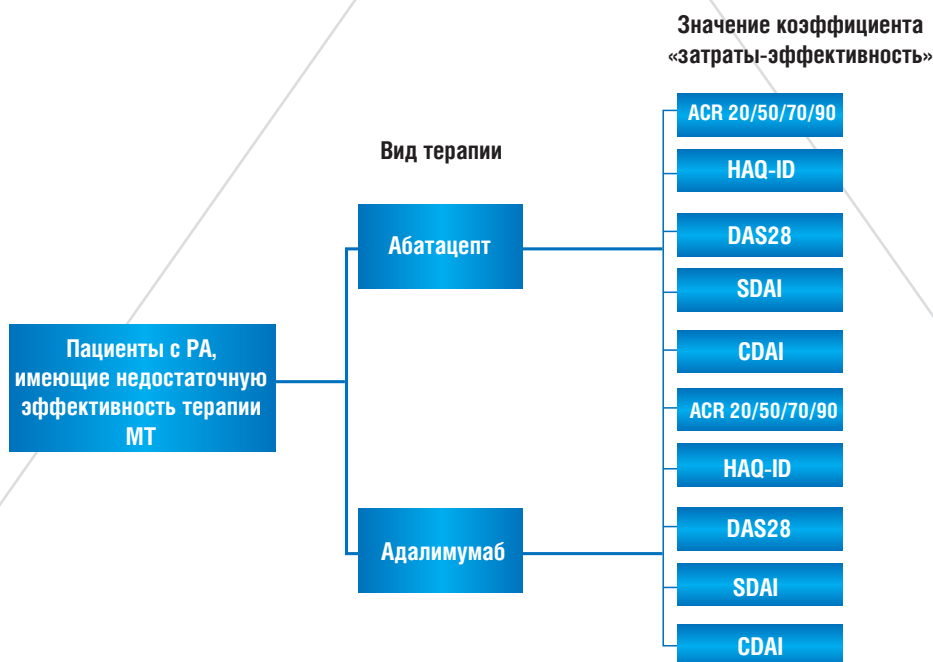 Значение коэффициента
«затраты-эффективность»
Вид терапии
Пациенты с РА,
имеющие недостаточную
эффективность терапии
МТ
Абатацепт
Адалимумаб
ACR 20/50/70/90
HAQ-ID
DAS28
SDAI
CDAI
ACR 20/50/70/90
HAQ-ID
DAS28
SDAI
CDAI